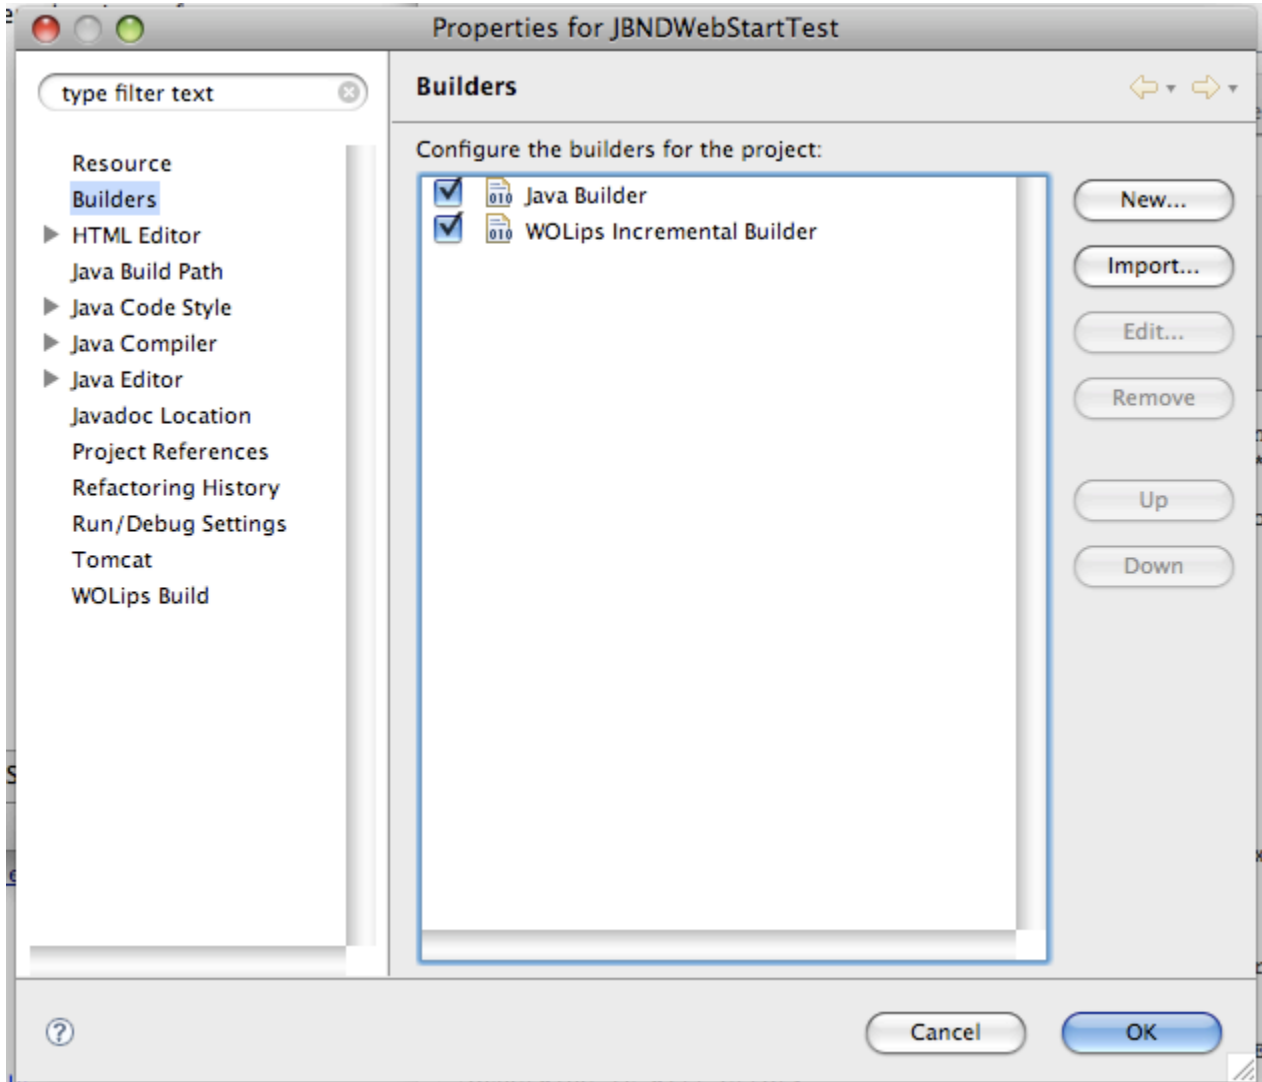 Properties for JBNDWebStartTest
type filter text
Resource
Builders
HTML Editor
Java Build Path
Java Code Style
Java Compiler
Java Editor
Javadoc Location
Project References
Refactoring History
Run/Debug Settings
Tomcat
WOLips Build
Builders
Configure the builders for the project:
010 Java Builder
010 WOLips Incremental Builder
New...
Import...
Edit...
Remove
Up
Down
?
Cancel
OK